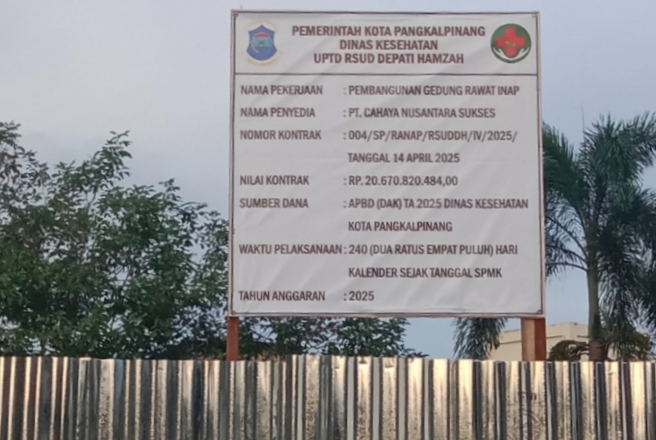 PEMERINTAH KOTA PANGKALPINANG
DINAS KESEHATAN
UPTD RSUD DEPATI HAMZAH
NAMA PEKERJAAN : PEMBANGUNAN GEDUNG RAWAT INAP
NAMA PENYEDIA : PT. CAHAYA NUSANTARA SUKSES
NOMOR KONTRAK : 004/SP/RANAP/RSUDDH/IV/2025/
TANGGAL 14 APRIL 2025
NILAI KONTRAK : RP. 20.670.820.484,00
SUMBER DANA : APBD (DAK) TA 2025 DINAS KESEHATAN
KOTA PANGKALPINANG
WAKTU PELAKSANAAN : 240 (DUA RATUS EMPAT PULUH) HARI
KALENDER SEJAK TANGGAL SPMK
TAHUN ANGGARAN : 2025